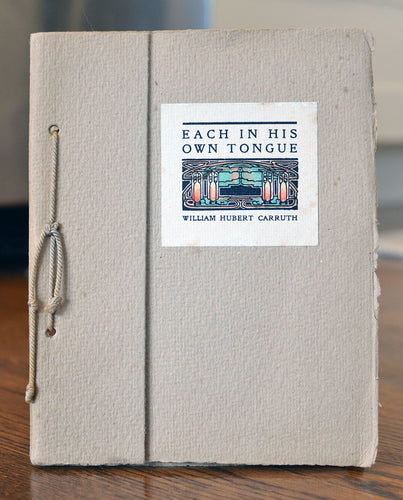 EACH IN HIS
OWN TONGUE
WILLIAM HUBERT CARRUTH